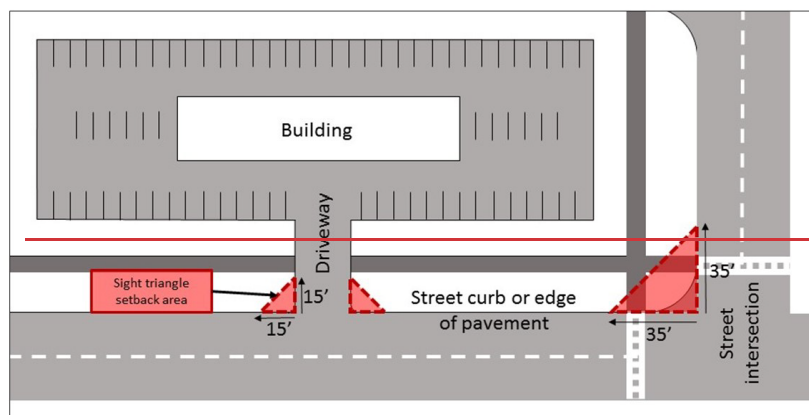 Building
Driveway
Sight triangle
setback area
15’
15’
Street curb or edge
of pavement
35’
35’
Street
intersection